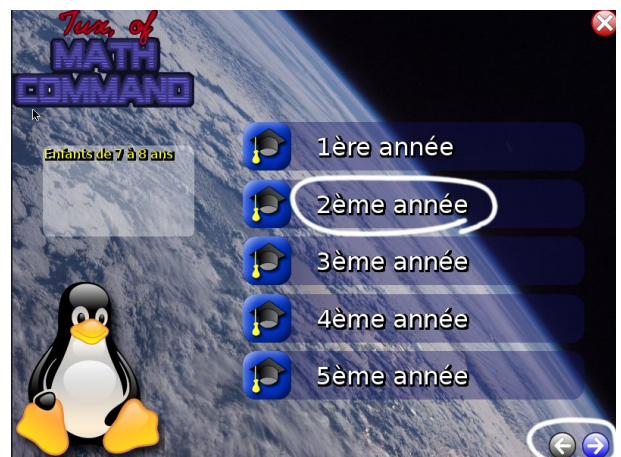 Tux, of
MATH
COMMAND
Enfants de 7 à 8 ans
1ère année
2ème année
3ème année
4ème année
5ème année